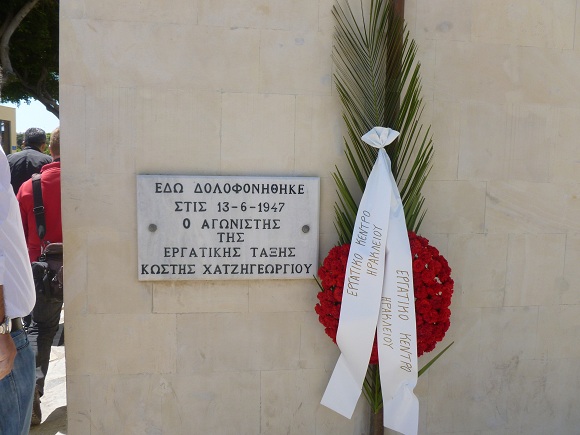 ΕΔΩ ΔΟΛΟΦΟΝΗΘΗΚΕ
ΣΤΙΣ 13-6-1947
Ο ΑΓΩΝΙΣΤΗΣ
ΤΗΣ
ΕΡΓΑΤΙΚΗΣ ΤΑΞΗΣ
ΚΩΣΤΗΣ ΧΑΤΖΗΓΕΩΡΓΙΟΥ
ΕΡΓΑΤΙΚΟ ΚΕΝΤΡΟ
ΗΡΑΚΛΕΙΟΥ
ΕΡΓΑΤΙΚΟ ΚΕΝΤΡΟ
ΗΡΑΚΛΕΙΟΥ